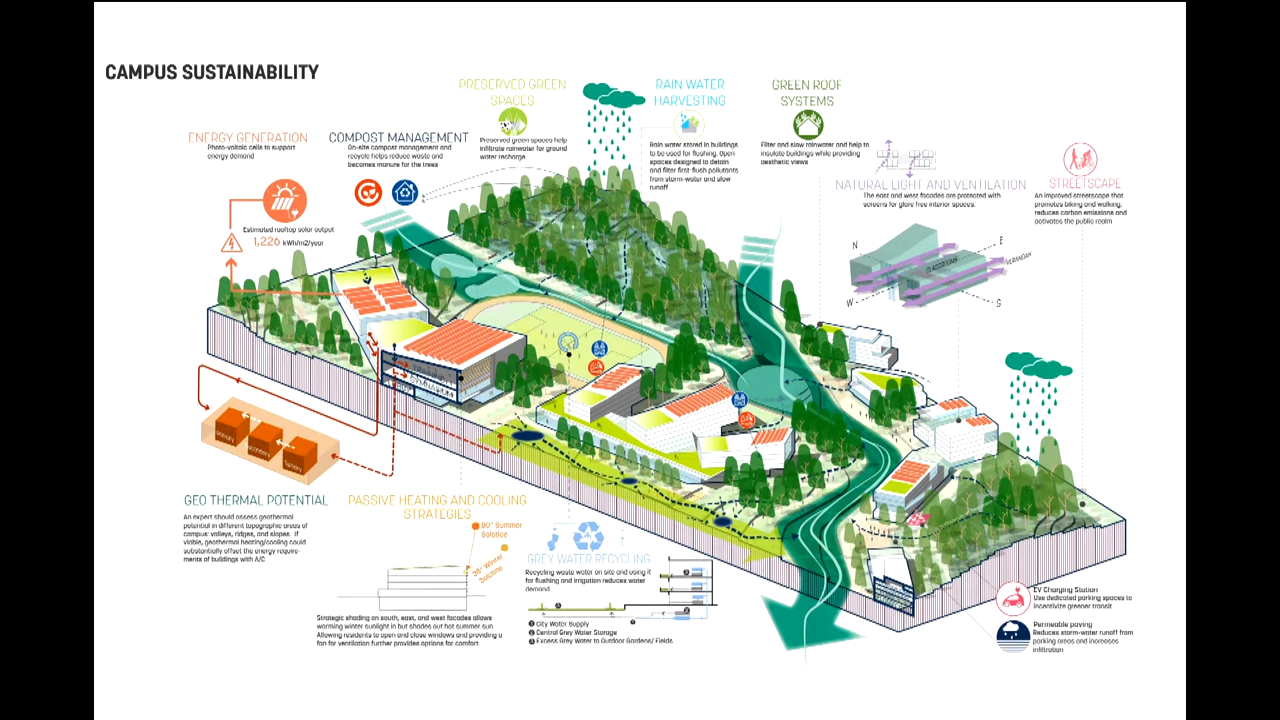 CAMPUS SUSTAINABILITY
PRESERVED GREEN
SPACES
Preserved green spaces help
infiltrate rainwater for ground
water recharge
RAIN WATER
HARVESTING
Rain water stored in buildings
to be used for flushing. Open
spaces designed to detain
and filter first-flush pollutants
from storm-water and slow
runoff
GREEN ROOF
SYSTEMS
Filter and slow rainwater and help to
insulate buildings while providing
aesthetic views
ENERGY GENERATION
Photo-voltaic cells to support
energy demand
COMPOST MANAGEMENT
On-site compost management and
recycle helps reduce waste and
becomes manure for the trees
NATURAL LIGHT AND VENTILATION
The east and west facades are protected with
screens for glare free interior spaces.
STREETSCAPE
An improved streetscape that
promotes biking and walking,
reduces carbon emissions and
activates the public realm
Estimated rooftop solar output
1,226 kWh/m2/year
N
E
CLASSROOM
VERANDAH
W
S
TRAINING
GYMNASIUM
Primary
Secondary
Tertiary
GEO THERMAL POTENTIAL
An expert should assess geothermal
potential in different topographic areas of
campus: valleys, ridges, and slopes. If
viable, geothermal heating/cooling could
substantially offset the energy require-
ments of buildings with A/C
PASSIVE HEATING AND COOLING
STRATEGIES
80° Summer
Solstice
36° Winter
Solstice
Strategic shading on south, east, and west facades allows
warming winter sunlight in but shades out hot summer sun.
Allowing residents to open and close windows and providing a
fan for ventilation further provides options for comfort
GREY WATER RECYCLING
Recycling waste water on site and using it
for flushing and irrigation reduces water
demand
1 City Water Supply
2 Central Grey Water Storage
3 Excess Grey Water to Outdoor Gardens/ Fields
EV Charging Station
Use dedicated parking spaces to
incentivize greener transit
Permeable paving
Reduces storm-water runoff from
parking areas and increases
infiltration